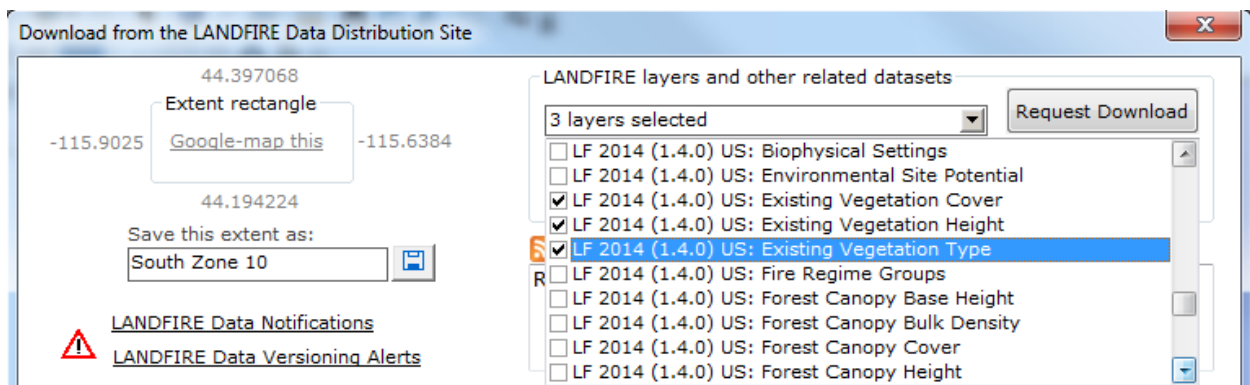 Download from the LANDFIRE Data Distribution Site
44.397068
Extent rectangle
-115.9025
Google-map this
-115.6384
44.194224
Save this extent as:
South Zone 10
LANDFIRE Data Notifications
LANDFIRE Data Versioning Alerts
LANDFIRE layers and other related datasets
3 layers selected
Request Download
LF 2014 (1.4.0) US: Biophysical Settings
LF 2014 (1.4.0) US: Environmental Site Potential
LF 2014 (1.4.0) US: Existing Vegetation Cover
LF 2014 (1.4.0) US: Existing Vegetation Height
LF 2014 (1.4.0) US: Existing Vegetation Type
R
LF 2014 (1.4.0) US: Fire Regime Groups
LF 2014 (1.4.0) US: Forest Canopy Base Height
LF 2014 (1.4.0) US: Forest Canopy Bulk Density
LF 2014 (1.4.0) US: Forest Canopy Cover
LF 2014 (1.4.0) US: Forest Canopy Height